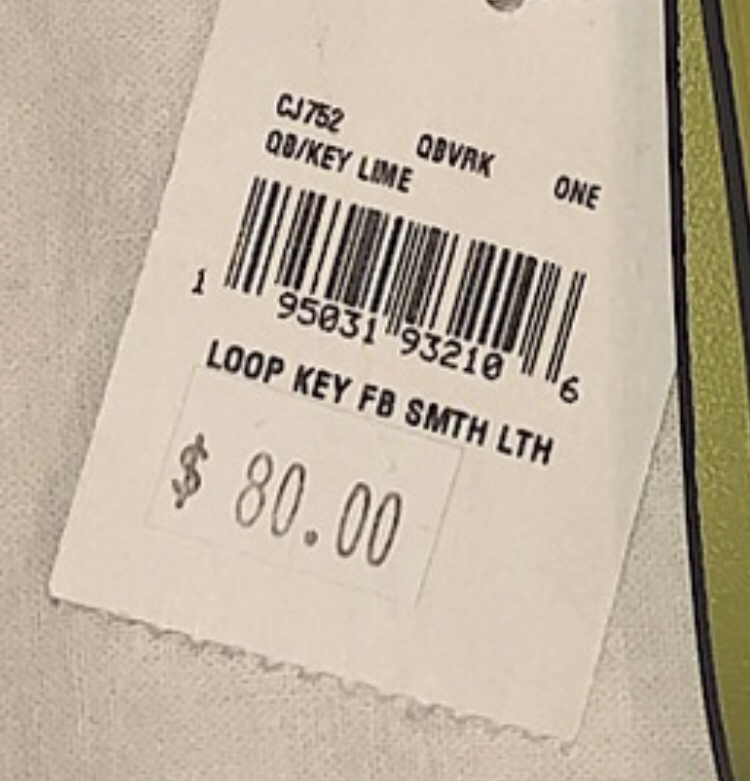 CJ752 QBVRK ONE
QB/KEY LIME
1 95031 93210 6
LOOP KEY FB SMTH LTH
$ 80.00